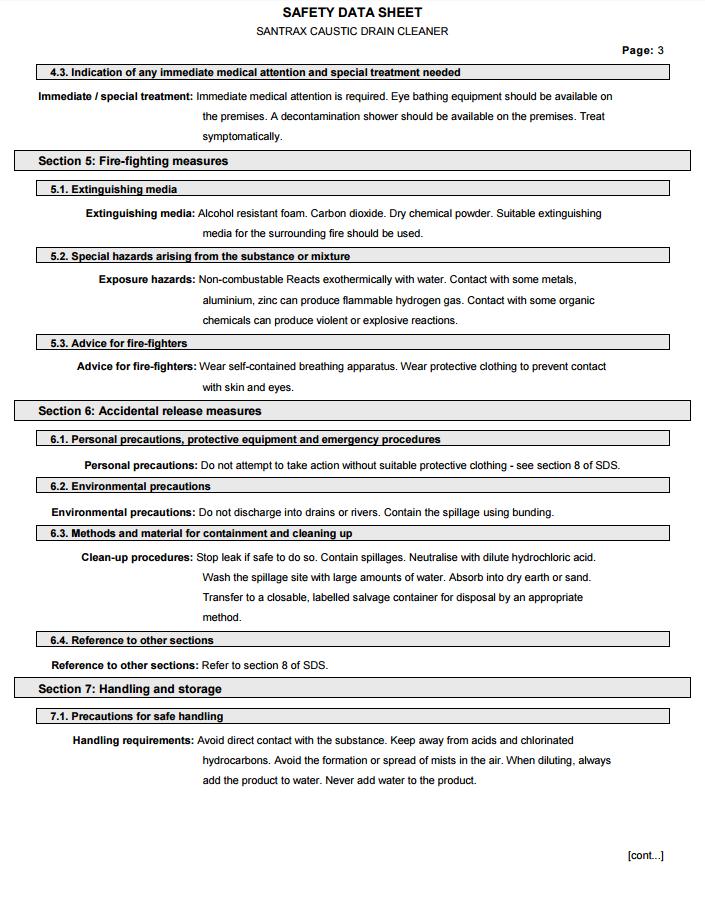 SAFETY DATA SHEET
SANTRAX CAUSTIC DRAIN CLEANER
Page: 3
4.3. Indication of any immediate medical attention and special treatment needed
Immediate / special treatment: Immediate medical attention is required. Eye bathing equipment should be available on
the premises. A decontamination shower should be available on the premises. Treat
symptomatically.
Section 5: Fire-fighting measures
5.1. Extinguishing media
Extinguishing media: Alcohol resistant foam. Carbon dioxide. Dry chemical powder. Suitable extinguishing
media for the surrounding fire should be used.
5.2. Special hazards arising from the substance or mixture
Exposure hazards: Non-combustable Reacts exothermically with water. Contact with some metals,
aluminium, zinc can produce flammable hydrogen gas. Contact with some organic
chemicals can produce violent or explosive reactions.
5.3. Advice for fire-fighters
Advice for fire-fighters: Wear self-contained breathing apparatus. Wear protective clothing to prevent contact
with skin and eyes.
Section 6: Accidental release measures
6.1. Personal precautions, protective equipment and emergency procedures
Personal precautions: Do not attempt to take action without suitable protective clothing - see section 8 of SDS.
6.2. Environmental precautions
Environmental precautions: Do not discharge into drains or rivers. Contain the spillage using bunding.
6.3. Methods and material for containment and cleaning up
Clean-up procedures: Stop leak if safe to do so. Contain spillages. Neutralise with dilute hydrochloric acid.
Wash the spillage site with large amounts of water. Absorb into dry earth or sand.
Transfer to a closable, labelled salvage container for disposal by an appropriate
method.
6.4. Reference to other sections
Reference to other sections: Refer to section 8 of SDS.
Section 7: Handling and storage
7.1. Precautions for safe handling
Handling requirements: Avoid direct contact with the substance. Keep away from acids and chlorinated
hydrocarbons. Avoid the formation or spread of mists in the air. When diluting, always
add the product to water. Never add water to the product.
[cont...]